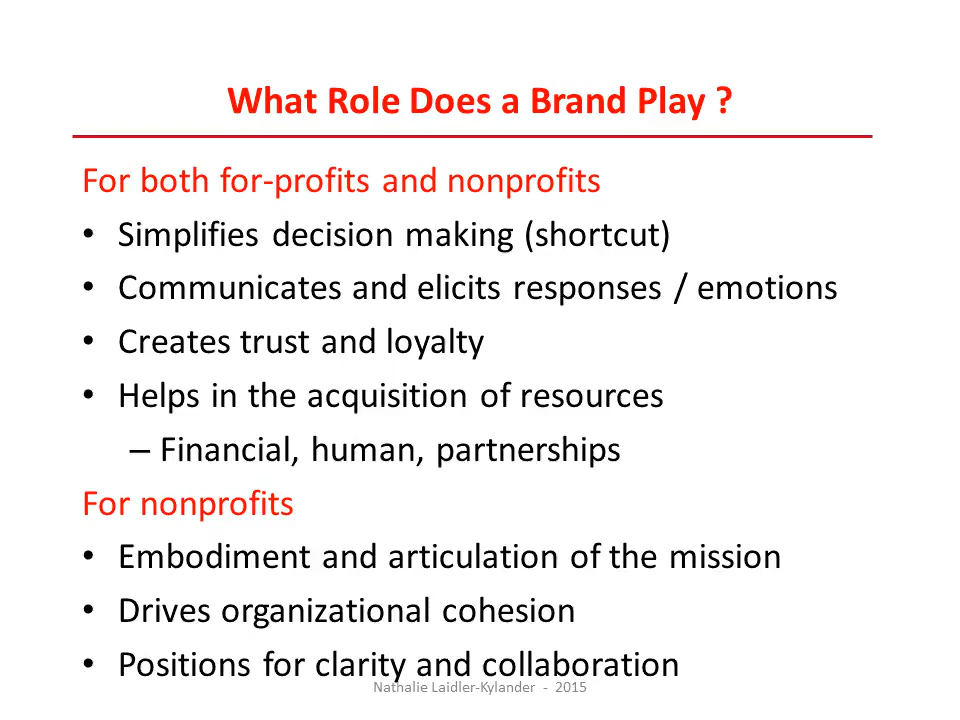 What Role Does a Brand Play ?
For both for-profits and nonprofits
• Simplifies decision making (shortcut)
• Communicates and elicits responses / emotions
• Creates trust and loyalty
• Helps in the acquisition of resources
– Financial, human, partnerships
For nonprofits
• Embodiment and articulation of the mission
• Drives organizational cohesion
• Positions for clarity and collaboration
Nathalie Laidler-Kylander - 2015